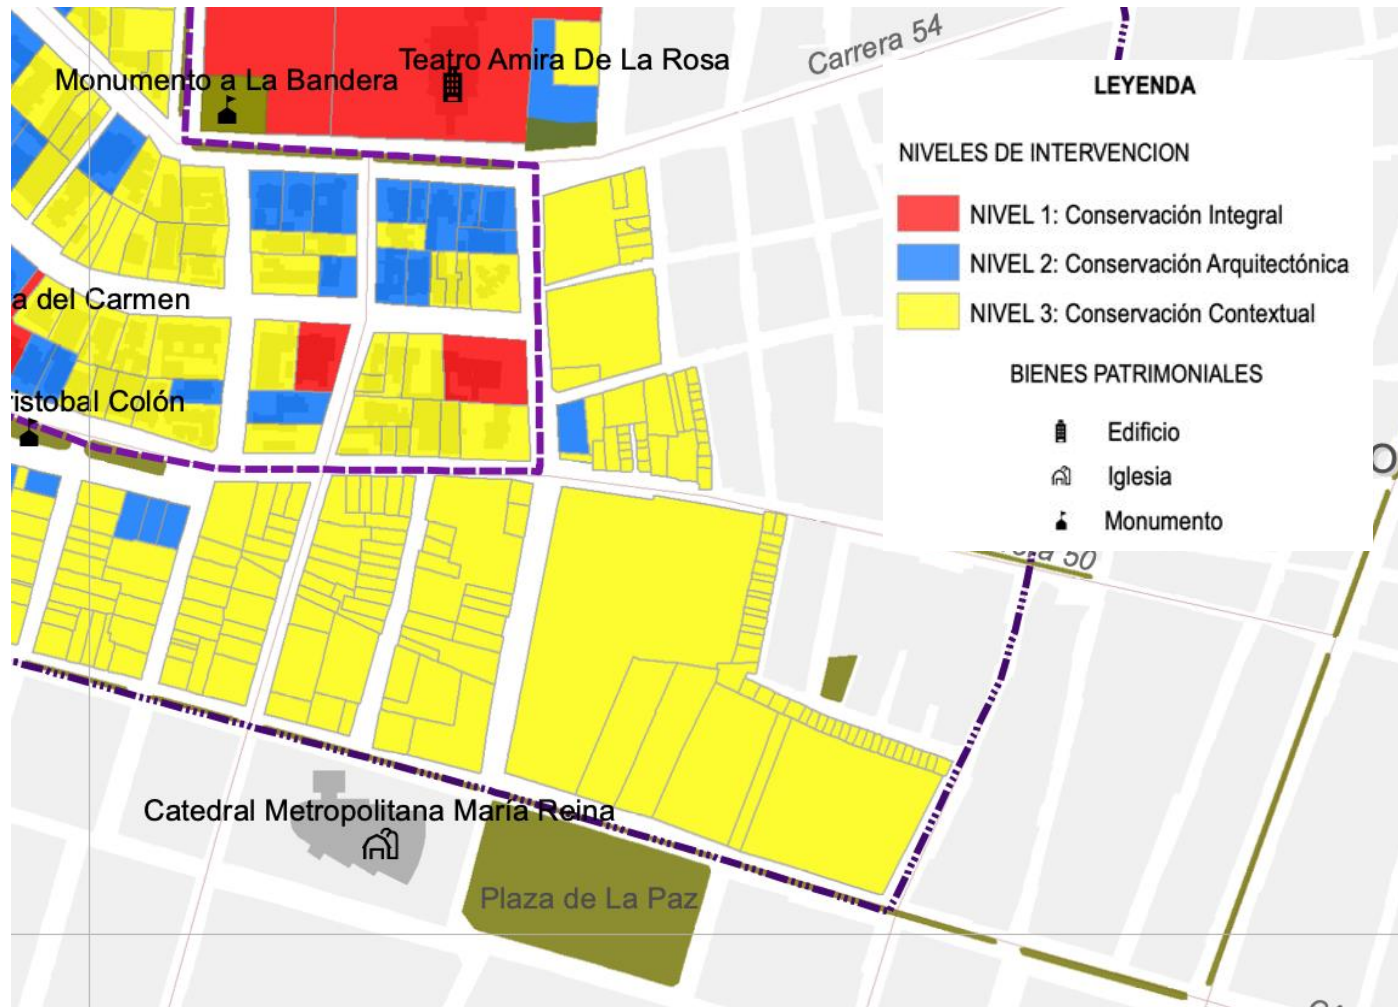 Carrera 54
Teatro Amira De La Rosa
Monumento a La Bandera
LEYENDA
NIVELES DE INTERVENCION
NIVEL 1: Conservación Integral
NIVEL 2: Conservación Arquitectónica
NIVEL 3: Conservación Contextual
a del Carmen
BIENES PATRIMONIALES
istobal Colón
Edificio
Iglesia
Monumento
50
Catedral Metropolitana María Reina
Plaza de La Paz